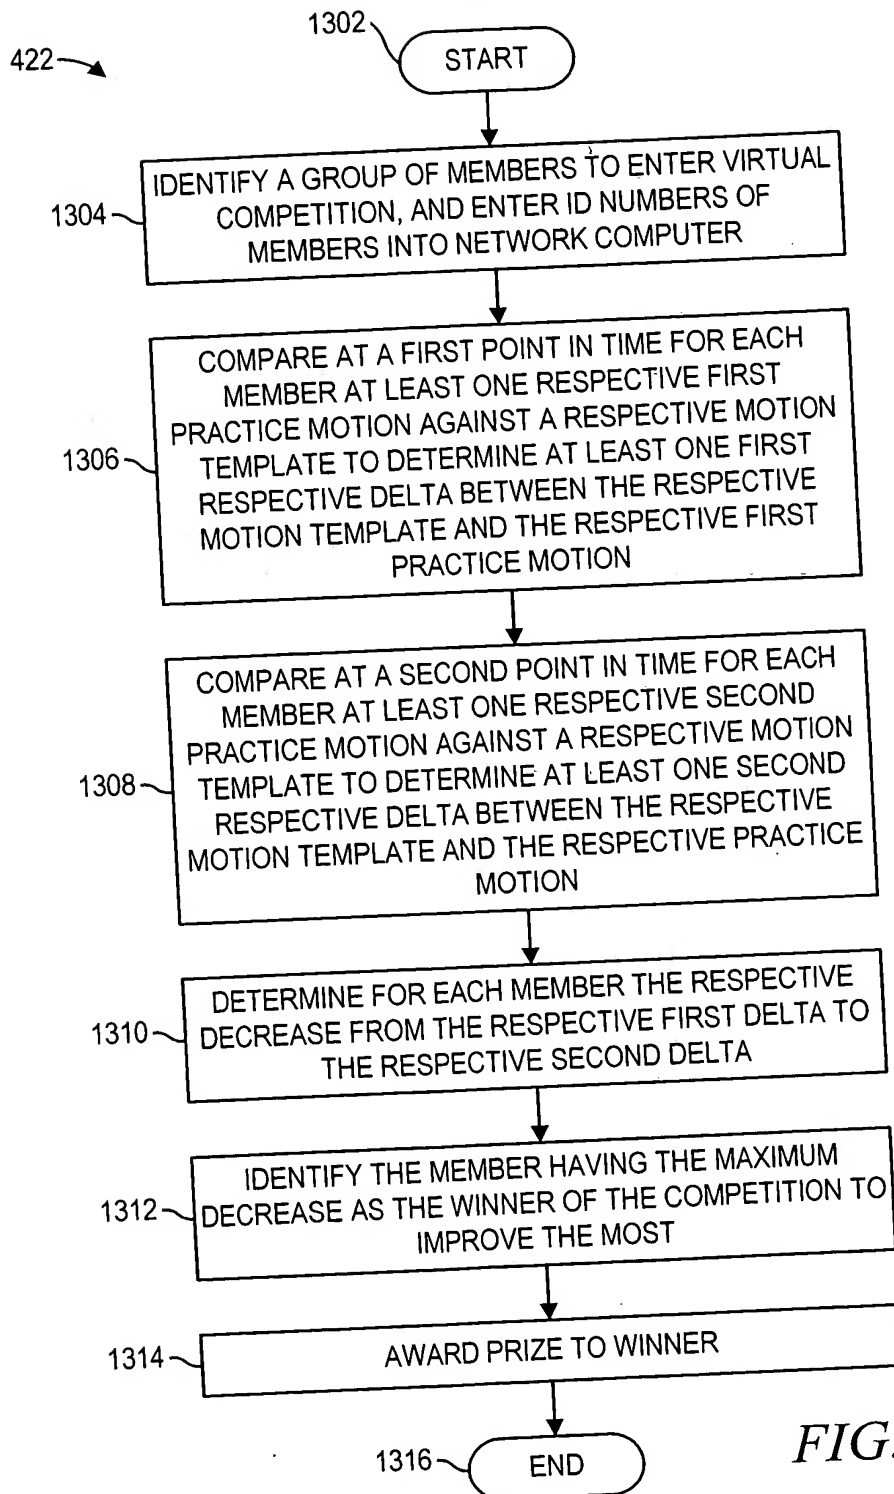 1302
START
422
IDENTIFY A GROUP OF MEMBERS TO ENTER VIRTUAL
COMPETITION, AND ENTER ID NUMBERS OF
MEMBERS INTO NETWORK COMPUTER
1304
COMPARE AT A FIRST POINT IN TIME FOR EACH
MEMBER AT LEAST ONE RESPECTIVE FIRST
PRACTICE MOTION AGAINST A RESPECTIVE MOTION
TEMPLATE TO DETERMINE AT LEAST ONE FIRST
RESPECTIVE DELTA BETWEEN THE RESPECTIVE
MOTION TEMPLATE AND THE RESPECTIVE FIRST
PRACTICE MOTION
1306
COMPARE AT A SECOND POINT IN TIME FOR EACH
MEMBER AT LEAST ONE RESPECTIVE SECOND
PRACTICE MOTION AGAINST A RESPECTIVE MOTION
TEMPLATE TO DETERMINE AT LEAST ONE SECOND
RESPECTIVE DELTA BETWEEN THE RESPECTIVE
MOTION TEMPLATE AND THE RESPECTIVE PRACTICE
MOTION
1308
DETERMINE FOR EACH MEMBER THE RESPECTIVE
DECREASE FROM THE RESPECTIVE FIRST DELTA TO
THE RESPECTIVE SECOND DELTA
1310
IDENTIFY THE MEMBER HAVING THE MAXIMUM
DECREASE AS THE WINNER OF THE COMPETITION TO
IMPROVE THE MOST
1312
AWARD PRIZE TO WINNER
1314
END
1316
FIG.